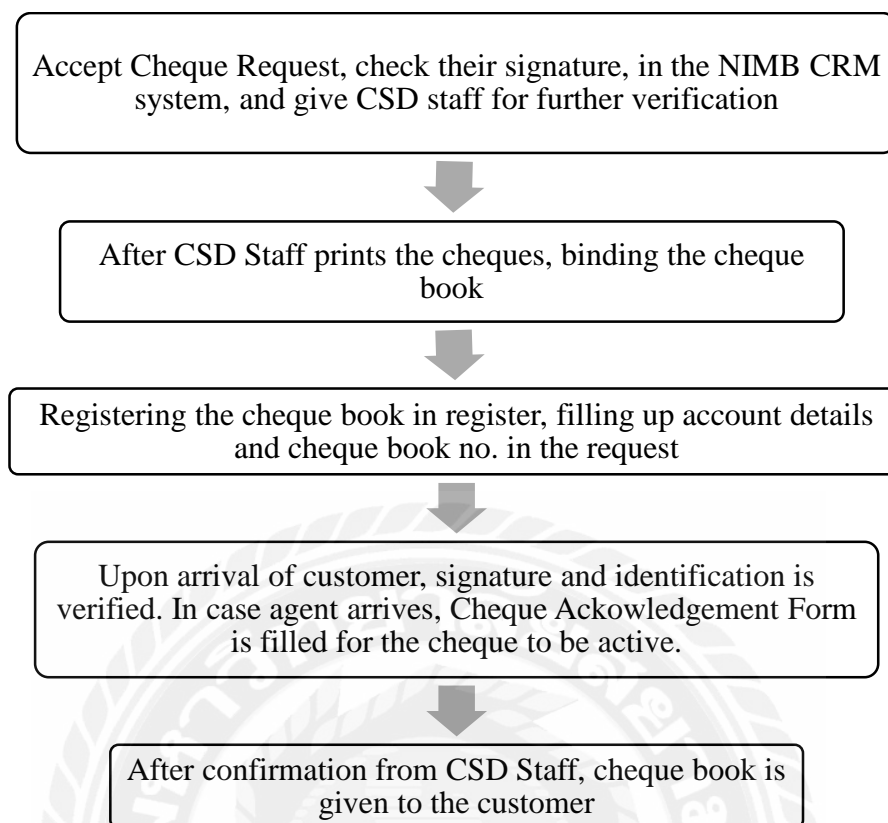 Accept Cheque Request, check their signature, in the NIMB CRM
system, and give CSD staff for further verification
After CSD Staff prints the cheques, binding the cheque
book
Registering the cheque book in register, filling up account details
and cheque book no. in the request
Upon arrival of customer, signature and identification is
verified. In case agent arrives, Cheque Ackowledgement Form
is filled for the cheque to be active.
After confirmation from CSD Staff, cheque book is
given to the customer